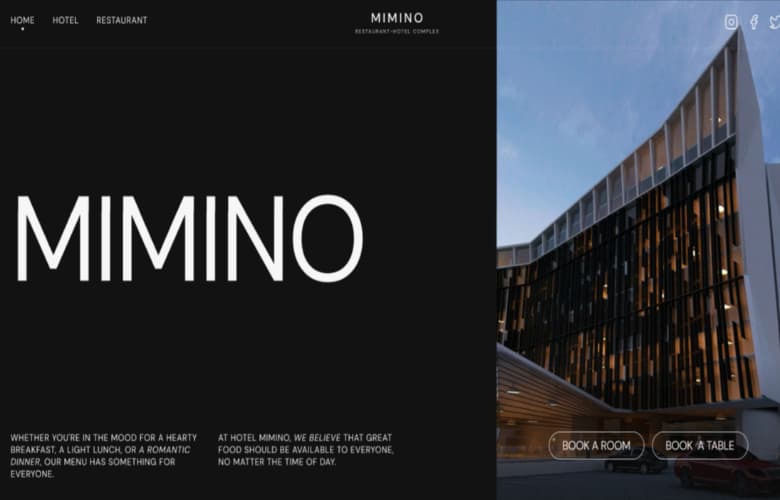 HOME HOTEL RESTAURANT
MIMINO
RESTAURANT-HOTEL COMPLEX
MIMINO
WHETHER YOU'RE IN THE MOOD FOR A HEARTY
BREAKFAST, A LIGHT LUNCH, OR A ROMANTIC
DINNER, OUR MENU HAS SOMETHING FOR
EVERYONE.
AT HOTEL MIMINO, WE BELIEVE THAT GREAT
FOOD SHOULD BE AVAILABLE TO EVERYONE,
NO MATTER THE TIME OF DAY.
BOOK A ROOM
BOOK A TABLE